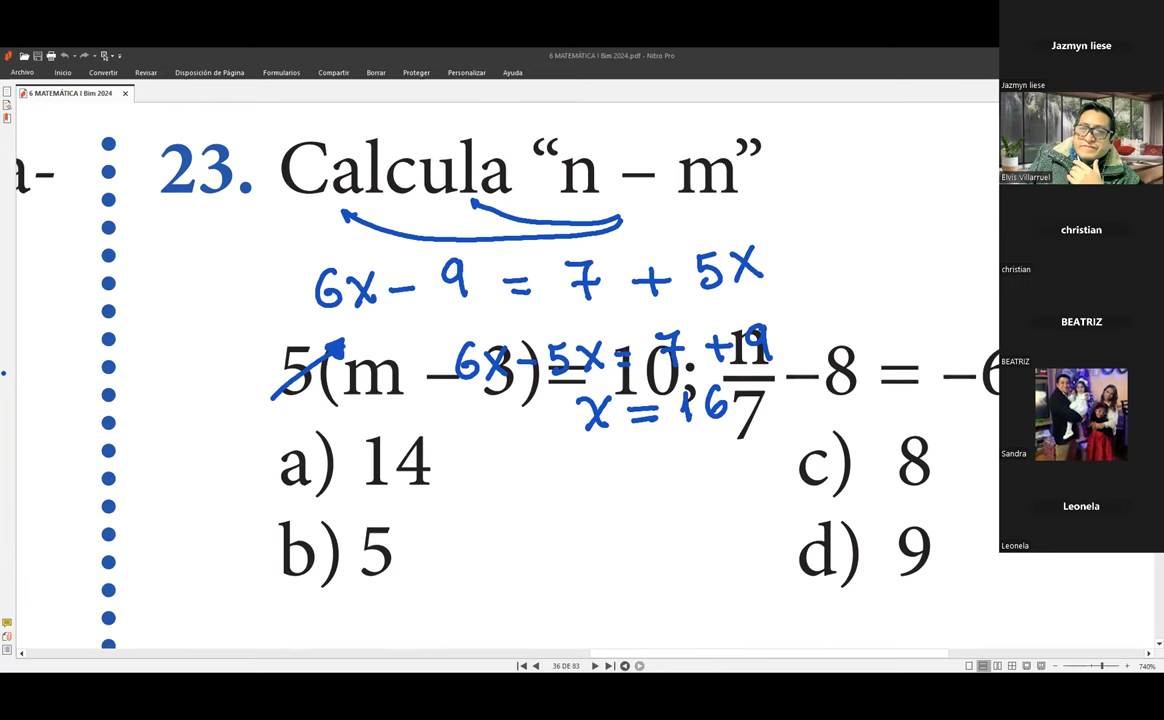 6 MATEMÁTICA I Bim 2024.pdf - Nitro Pro
Archivo Inicio Convertir Revisar Disposición de Página Formularios Compartir Borrar Proteger Personalizar Ayuda
6 MATEMÁTICA I Bim 2024 ×
a-
23. Calcula “n – m”
6x - 9 = 7 + 5x
6x - 5x = 7 + 9
x = 16
5(m – 3) = 10; n/7 – 8 = –6
a) 14
c) 8
b) 5
d) 9
36 DE 83
740%
Jazmyn liese
Jazmyn liese
Elvis Villarruel
christian
christian
BEATRIZ
BEATRIZ
Sandra
Leonela
Leonela